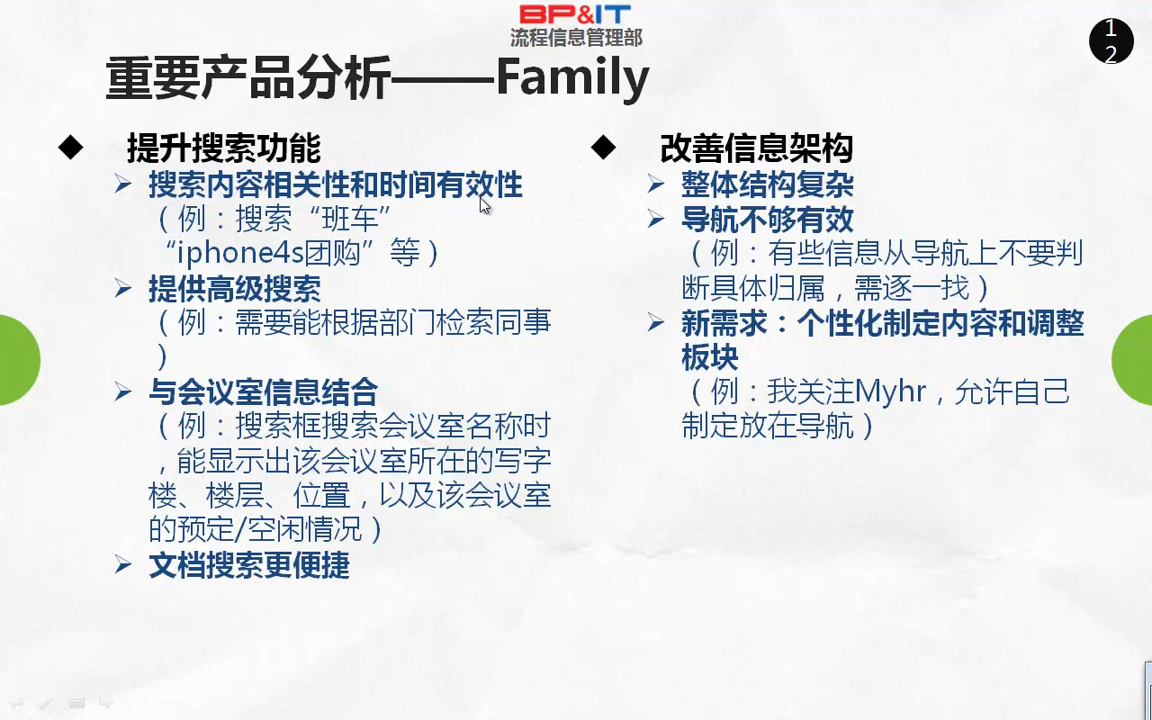 BP&IT
流程信息管理部
12
重要产品分析——Family
提升搜索功能
搜索内容相关性和时间有效性
（例：搜索“班车”
“iphone4s团购”等）
提供高级搜索
（例：需要能根据部门检索同事
）
与会议室信息结合
（例：搜索框搜索会议室名称时
，能显示出该会议室所在的写字
楼、楼层、位置，以及该会议室
的预定/空闲情况）
文档搜索更便捷
改善信息架构
整体结构复杂
导航不够有效
（例：有些信息从导航上不要判
断具体归属，需逐一找）
新需求：个性化制定内容和调整
板块
（例：我关注Myhr，允许自己
制定放在导航）